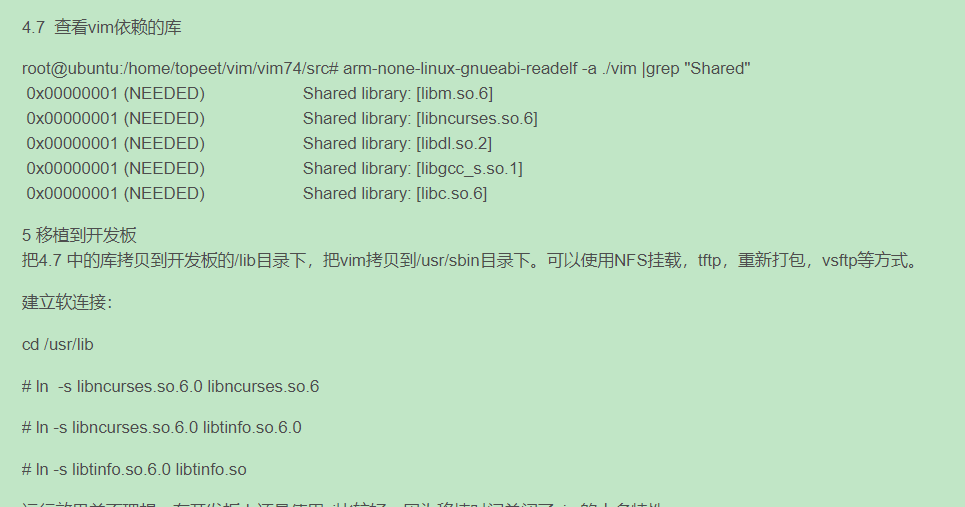 4.7 查看vim依赖的库
root@ubuntu:/home/topeet/vim/vim74/src# arm-none-linux-gnueabi-readelf -a ./vim |grep "Shared"
0x00000001 (NEEDED) Shared library: [libm.so.6]
0x00000001 (NEEDED) Shared library: [libncurses.so.6]
0x00000001 (NEEDED) Shared library: [libdl.so.2]
0x00000001 (NEEDED) Shared library: [libgcc_s.so.1]
0x00000001 (NEEDED) Shared library: [libc.so.6]
5 移植到开发板
把4.7 中的库拷贝到开发板的/lib目录下，把vim拷贝到/usr/sbin目录下。可以使用NFS挂载，tftp，重新打包，vsftp等方式。
建立软连接：
cd /usr/lib
# ln -s libncurses.so.6.0 libncurses.so.6
# ln -s libncurses.so.6.0 libtinfo.so.6.0
# ln -s libtinfo.so.6.0 libtinfo.so